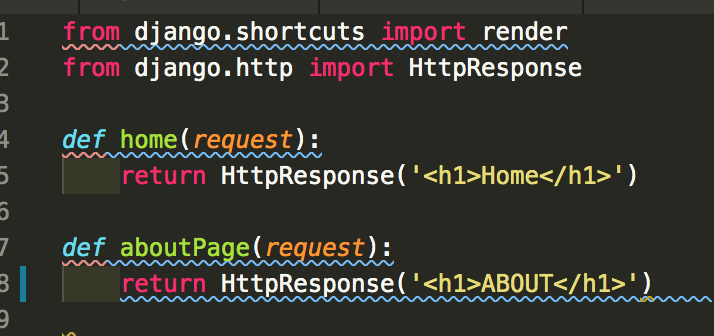 1 from django.shortcuts import render
2 from django.http import HttpResponse
3
4 def home(request):
5 return HttpResponse('<h1>Home</h1>')
6
7 def aboutPage(request):
8 return HttpResponse('<h1>ABOUT</h1>')
9